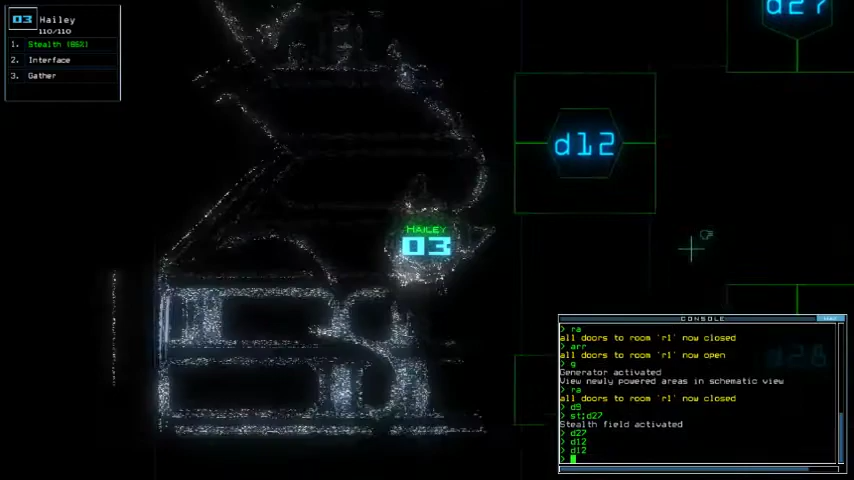 03 Hailey
110/110
1. Stealth (86%)
2. Interface
3. Gather
d27
d12
HAILEY
03
CONSOLE
> ra
all doors to room 'r1' now closed
> arr
all doors to room 'r1' now open
> g
Generator activated
View newly powered areas in schematic view
> ra
all doors to room 'r1' now closed
> d9
> st;d27
Stealth field activated
> d27
> d12
> d12
>